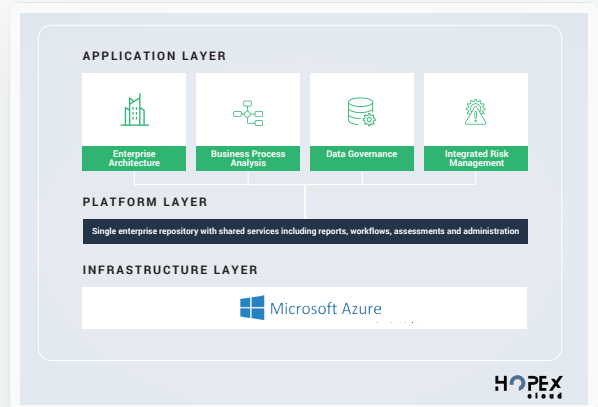 APPLICATION LAYER
Enterprise
Architecture
Business Process
Analysis
Data Governance
Integrated Risk
Management
PLATFORM LAYER
Single enterprise repository with shared services including reports, workflows, assessments and administration
INFRASTRUCTURE LAYER
Microsoft Azure
HOPEX
cloud